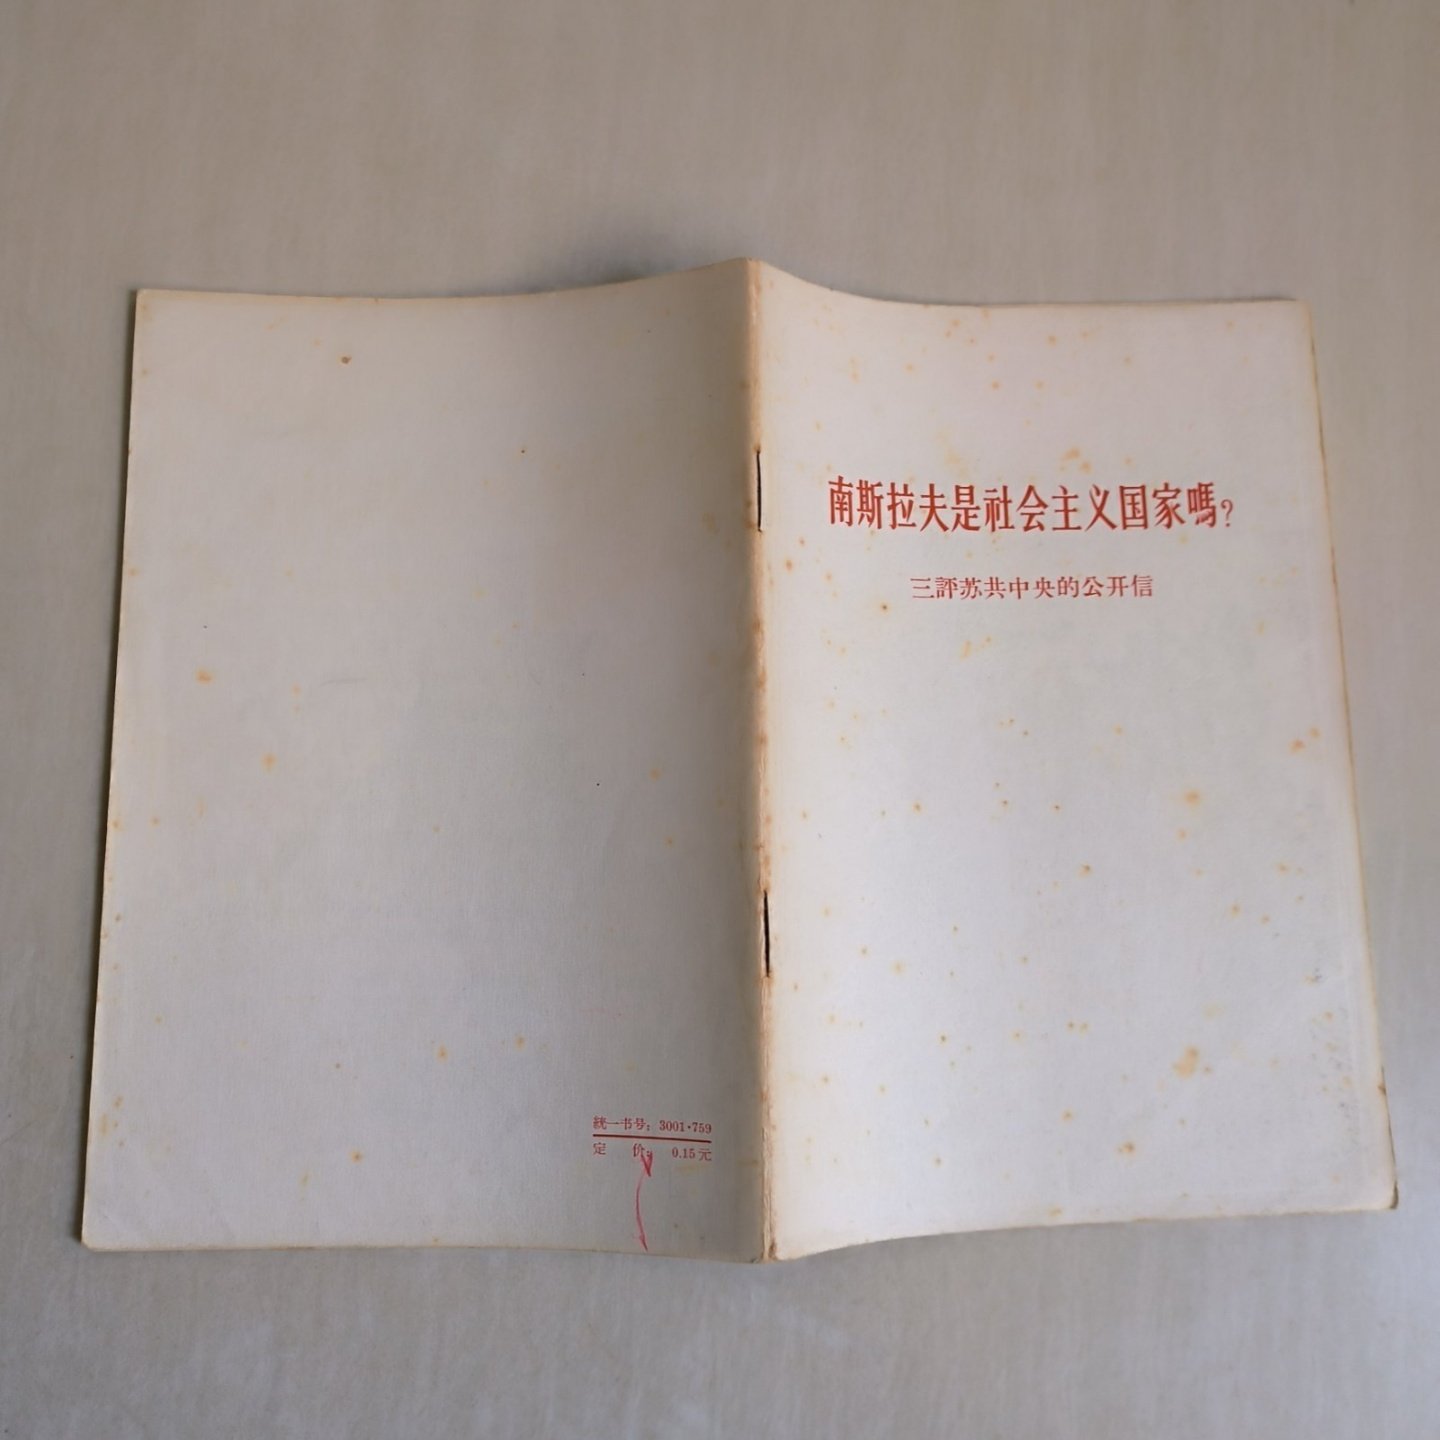 南斯拉夫是社会主义国家嗎?
三評苏共中央的公开信
統一书号：3001·759
定 价： 0.15元